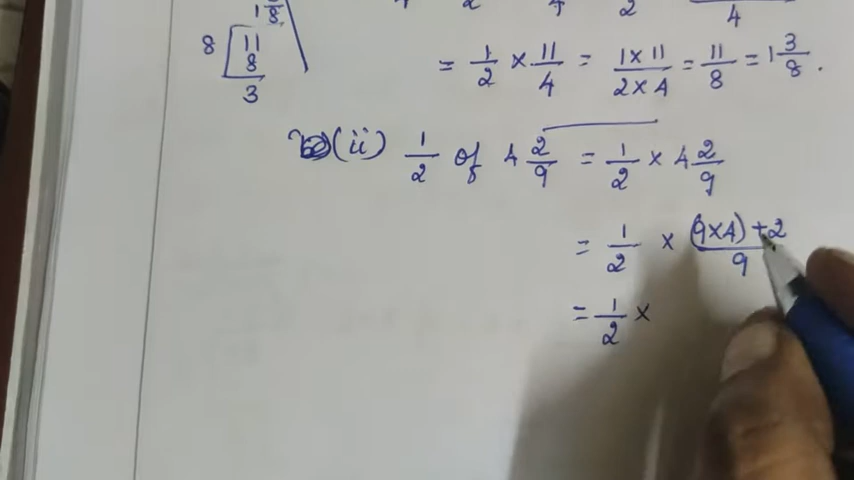 8 11
8
3
4
= 1/2 × 11/4 = 1 × 11 / 2 × 4 = 11/8 = 1 3/8 .
(ii) 1/2 of 4 2/9 = 1/2 × 4 2/9
= 1/2 × (9×4) + 2 / 9
= 1/2 ×